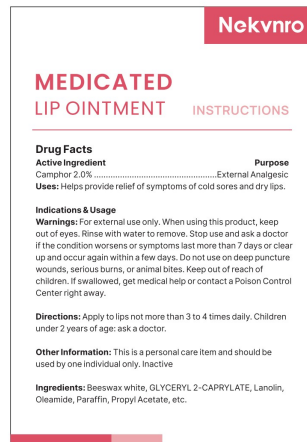 Nekvnro
MEDICATED
LIP OINTMENT INSTRUCTIONS
Drug Facts
Active Ingredient Purpose
Camphor 2.0% ................................................External Analgesic
Uses: Helps provide relief of symptoms of cold sores and dry lips.
Indications & Usage
Warnings: For external use only. When using this product, keep
out of eyes. Rinse with water to remove. Stop use and ask a doctor
if the condition worsens or symptoms last more than 7 days or clear
up and occur again within a few days. Do not use on deep puncture
wounds, serious burns, or animal bites. Keep out of reach of
children. If swallowed, get medical help or contact a Poison Control
Center right away.
Directions: Apply to lips not more than 3 to 4 times daily. Children
under 2 years of age: ask a doctor.
Other Information: This is a personal care item and should be
used by one individual only. Inactive
Ingredients: Beeswax white, GLYCERYL 2-CAPRYLATE, Lanolin,
Oleamide, Paraffin, Propyl Acetate, etc.